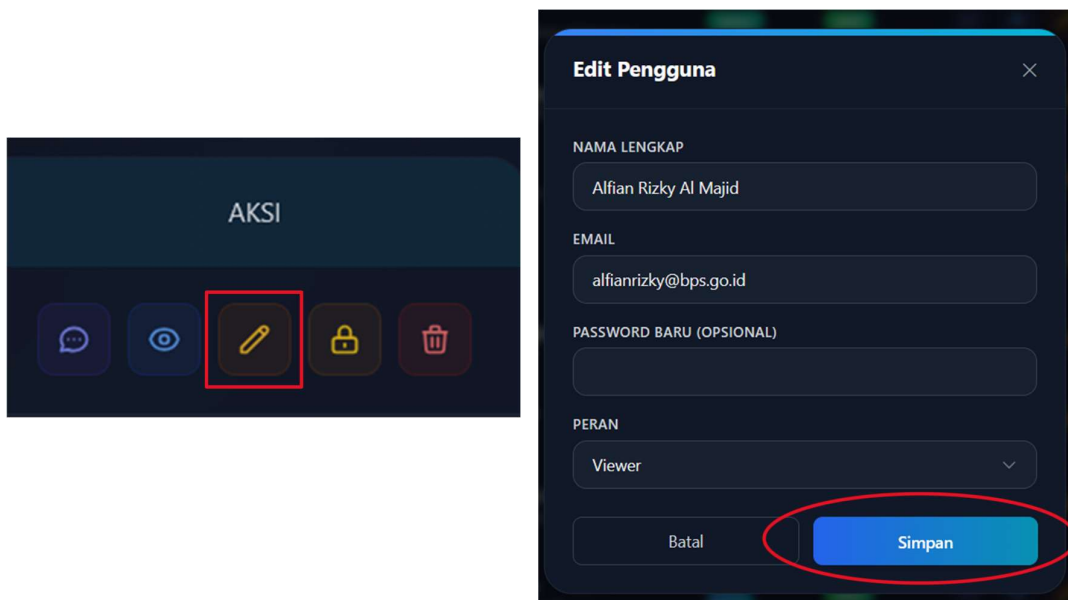 AKSI
Edit Pengguna
NAMA LENGKAP
Alfian Rizky Al Majid
EMAIL
alfianrizky@bps.go.id
PASSWORD BARU (OPSIONAL)
PERAN
Viewer
Batal
Simpan